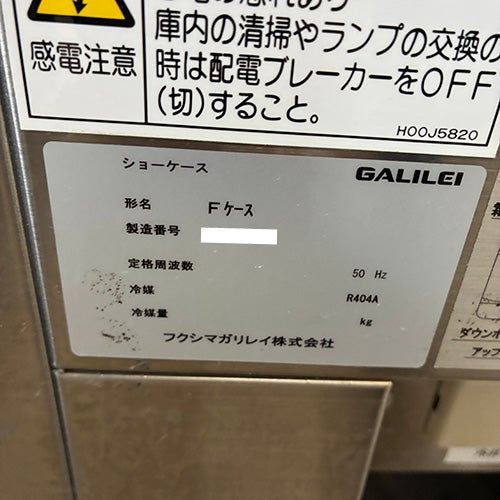 庫内の清掃やランプの交換の
感電注意
時は配電ブレーカーをOFF
(切)すること。
H00J5820
ショーケース
GALILEI
形名 Fケース
製造番号
定格周波数 50 Hz
冷媒 R404A
冷媒量 kg
フクシマガリレイ株式会社
ダウンボ
アップ